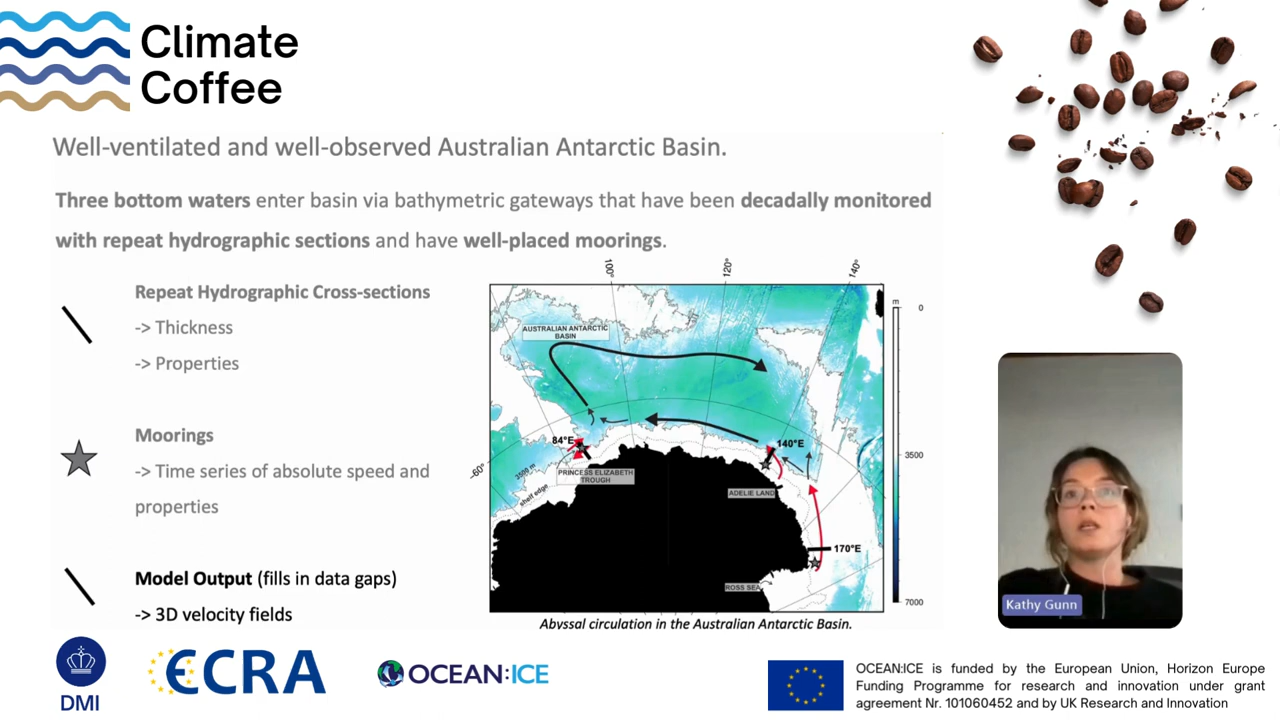 Climate
Coffee
Well-ventilated and well-observed Australian Antarctic Basin.
Three bottom waters enter basin via bathymetric gateways that have been decadally monitored
with repeat hydrographic sections and have well-placed moorings.
Repeat Hydrographic Cross-sections
-> Thickness
-> Properties
Moorings
-> Time series of absolute speed and
properties
Model Output (fills in data gaps)
-> 3D velocity fields
100°
120°
140°
m
0
3500
7000
AUSTRALIAN ANTARCTIC
BASIN
84°E
140°E
-60°
3500 m
shelf edge
PRINCESS ELIZABETH
TROUGH
ADELIE LAND
170°E
ROSS SEA
Abyssal circulation in the Australian Antarctic Basin.
Kathy Gunn
DMI
ECRA
OCEAN:ICE
OCEAN:ICE is funded by the European Union, Horizon Europe
Funding Programme for research and innovation under grant
agreement Nr. 101060452 and by UK Research and Innovation